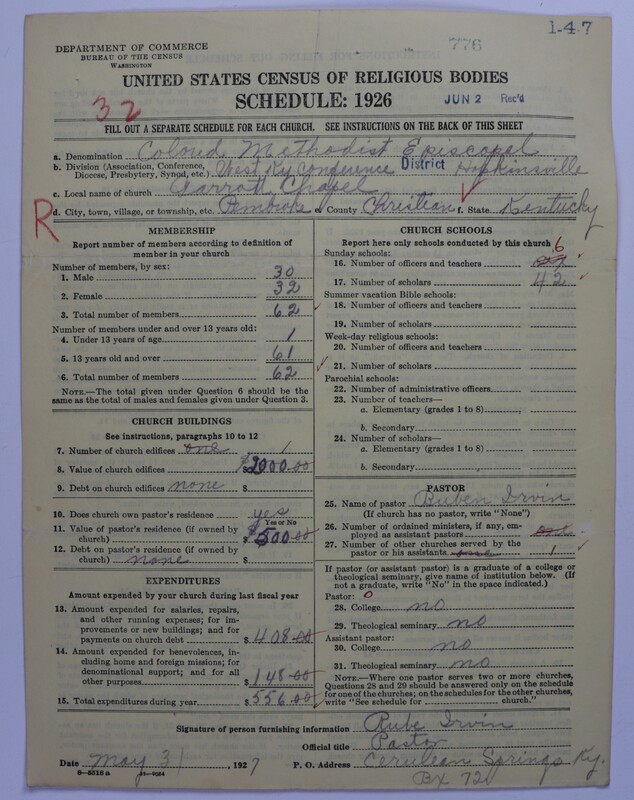 1-4-7
776
DEPARTMENT OF COMMERCE
BUREAU OF THE CENSUS
WASHINGTON
UNITED STATES CENSUS OF RELIGIOUS BODIES
SCHEDULE: 1926
JUN 2 Rec'd
32
FILL OUT A SEPARATE SCHEDULE FOR EACH CHURCH. SEE INSTRUCTIONS ON THE BACK OF THIS SHEET
a. Denomination Colored Methodist Episcopal
b. Division (Association, Conference, Diocese, Presbytery, Synod, etc.) West Ky Conference District Hopkinsville
c. Local name of church Garrott Chapel
R
d. City, town, village, or township, etc. Pembroke e. County Christian f. State Kentucky
MEMBERSHIP
Report number of members according to definition of
member in your church
Number of members, by sex:
1. Male 30
2. Female 32
3. Total number of members 62
Number of members under and over 13 years old:
4. Under 13 years of age 1
5. 13 years old and over 61
6. Total number of members 62
NOTE.—The total given under Question 6 should be
same as the total of males and females given under Question 3.
CHURCH BUILDINGS
See instructions, paragraphs 10 to 12
7. Number of church edifices one 1
8. Value of church edifices $2000.00
9. Debt on church edifices none $
10. Does church own pastor's residence yes
Yes or No
11. Value of pastor's residence (if owned by
church) $500.00
12. Debt on pastor's residence (if owned by
church) none $
EXPENDITURES
Amount expended by your church during last fiscal year
13. Amount expended for salaries, repairs,
and other running expenses; for im-
provements or new buildings; and for
payments on church debt $408.00
14. Amount expended for benevolences, in-
cluding home and foreign missions; for
denominational support; and for all
other purposes $148.00
15. Total expenditures during year $556.00
CHURCH SCHOOLS
Report here only schools conducted by this church
Sunday schools:
16. Number of officers and teachers 6
17. Number of scholars 42
Summer vacation Bible schools:
18. Number of officers and teachers
19. Number of scholars
Week-day religious schools:
20. Number of officers and teachers
21. Number of scholars
Parochial schools:
22. Number of administrative officers
23. Number of teachers—
a. Elementary (grades 1 to 8)
b. Secondary
24. Number of scholars—
a. Elementary (grades 1 to 8)
b. Secondary
PASTOR
25. Name of pastor Ruben Irvin
(If church has no pastor, write "None")
26. Number of ordained ministers, if any, em-
ployed as assistant pastors
27. Number of other churches served by the
pastor or his assistants one 1
If pastor (or assistant pastor) is a graduate of a college or
theological seminary, give name of institution below. (If
not a graduate, write "No" in the space indicated.)
Pastor: 0
28. College no
29. Theological seminary no
Assistant pastor:
30. College no
31. Theological seminary no
NOTE.—Where one pastor serves two or more churches,
Questions 28 and 29 should be answered only on the schedule
for one of the churches; on the schedules for the other churches,
write "See schedule for church."
Signature of person furnishing information Rube Irvin
Official title Pastor
Date May 31, 1927 P. O. Address Cerulean Springs Ky.
Bx 72
8-5515 a